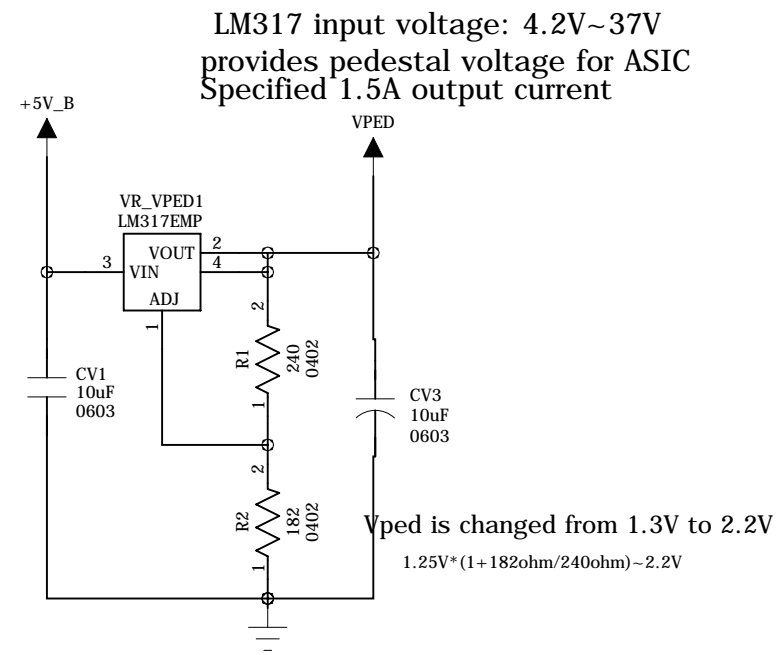 LM317 input voltage: 4.2V~37V
provides pedestal voltage for ASIC
Specified 1.5A output current
+5V_B
VPED
VR_VPED1
LM317EMP
VOUT
2
3
VIN
4
ADJ
1
2
R1
240
0402
1
CV1
10uF
0603
CV3
10uF
0603
2
R2
182
0402
1
Vped is changed from 1.3V to 2.2V
1.25V*(1+182ohm/240ohm)~2.2V